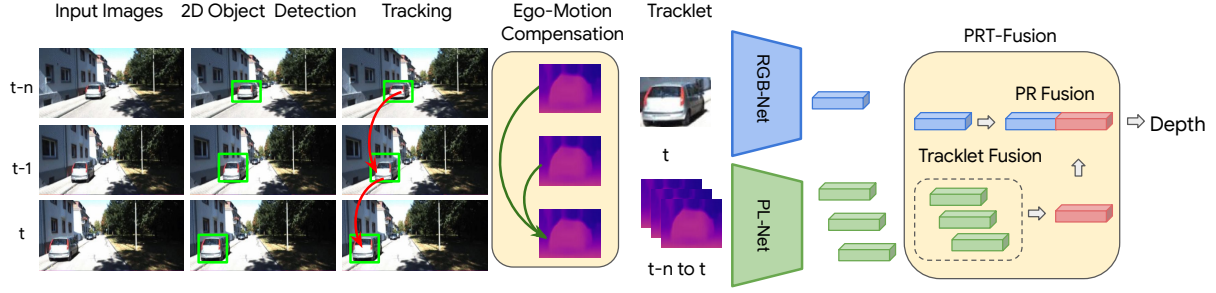 Input Images
2D Object Detection
Tracking
Ego-Motion
Compensation
Tracklet
PRT-Fusion
t-n
t-1
t
t
t-n to t
RGB-Net
PL-Net
PR Fusion
Tracklet Fusion
Depth